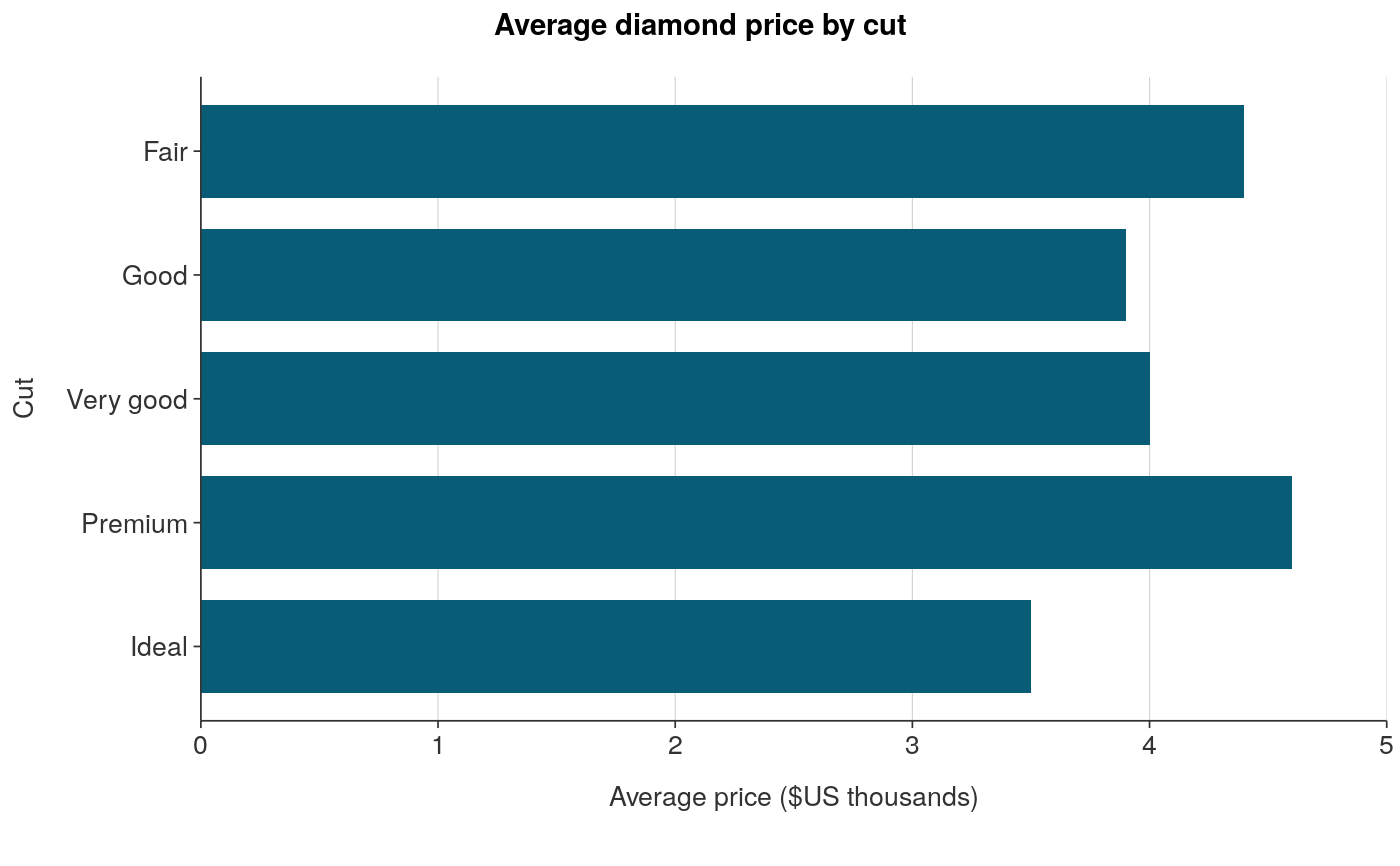 Average diamond price by cut
Fair
Good
Very good
Premium
Ideal
Cut
0 1 2 3 4 5
Average price ($US thousands)